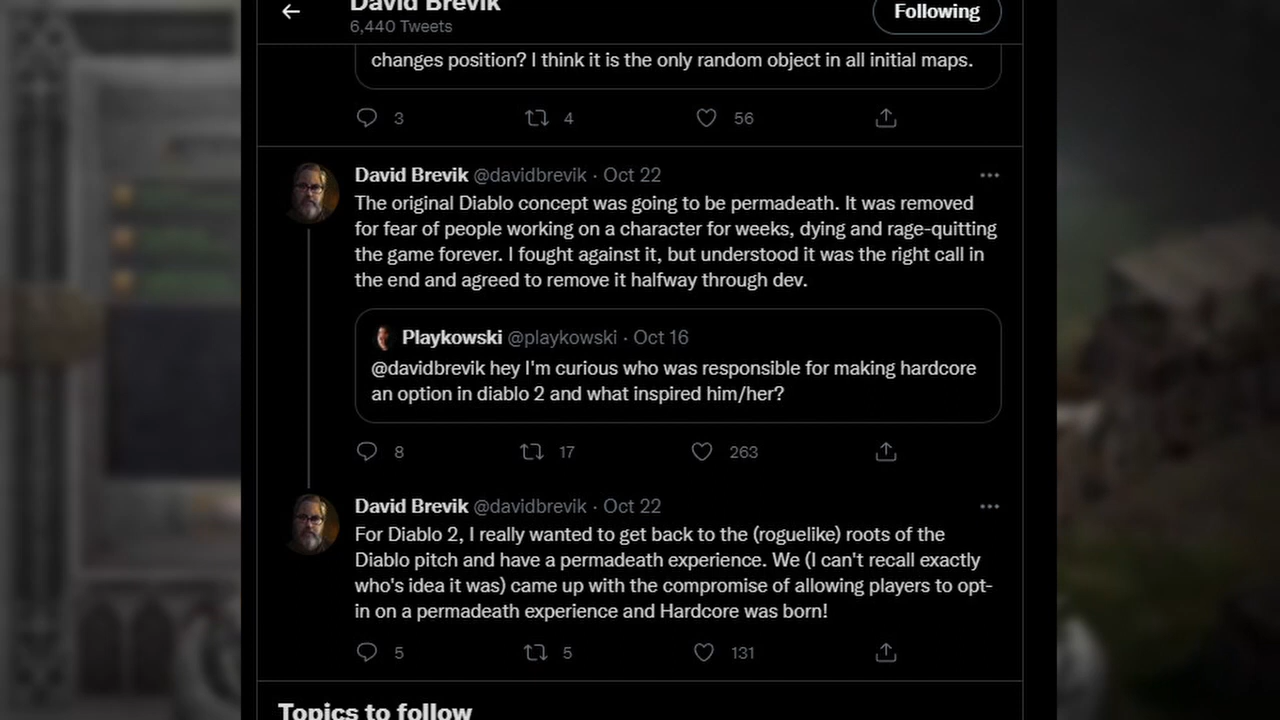 David Brevik
6,440 Tweets
Following
changes position? I think it is the only random object in all initial maps.
3 4 56
David Brevik @davidbrevik · Oct 22
The original Diablo concept was going to be permadeath. It was removed
for fear of people working on a character for weeks, dying and rage-quitting
the game forever. I fought against it, but understood it was the right call in
the end and agreed to remove it halfway through dev.
Playkowski @playkowski · Oct 16
@davidbrevik hey I'm curious who was responsible for making hardcore
an option in diablo 2 and what inspired him/her?
8 17 263
David Brevik @davidbrevik · Oct 22
For Diablo 2, I really wanted to get back to the (roguelike) roots of the
Diablo pitch and have a permadeath experience. We (I can't recall exactly
who's idea it was) came up with the compromise of allowing players to opt-
in on a permadeath experience and Hardcore was born!
5 5 131
Topics to follow